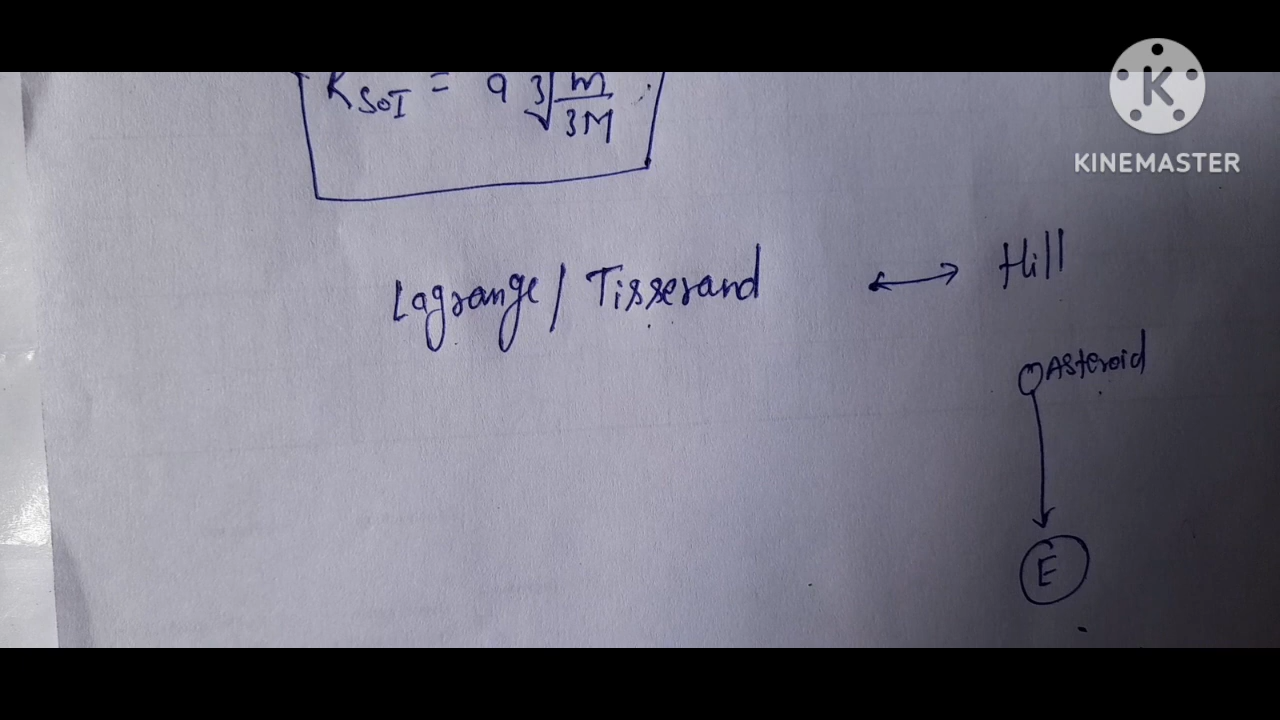 R_SOI = a ∛(m/3M)
K
KINEMASTER
Lagrange / Tisserand ↔ Hill
Asteroid
E